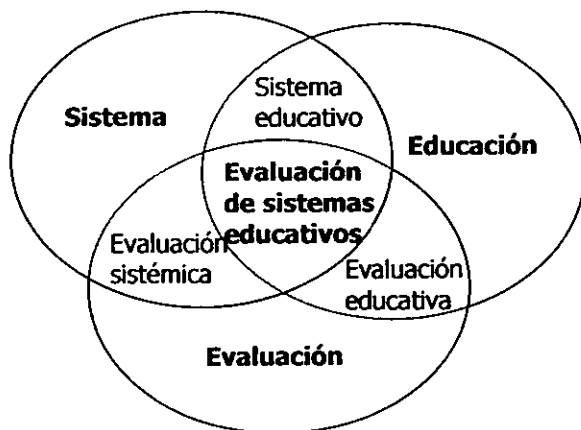 Sistema
Sistema
educativo
Educación
Evaluación
de sistemas
educativos
Evaluación
sistémica
Evaluación
educativa
Evaluación